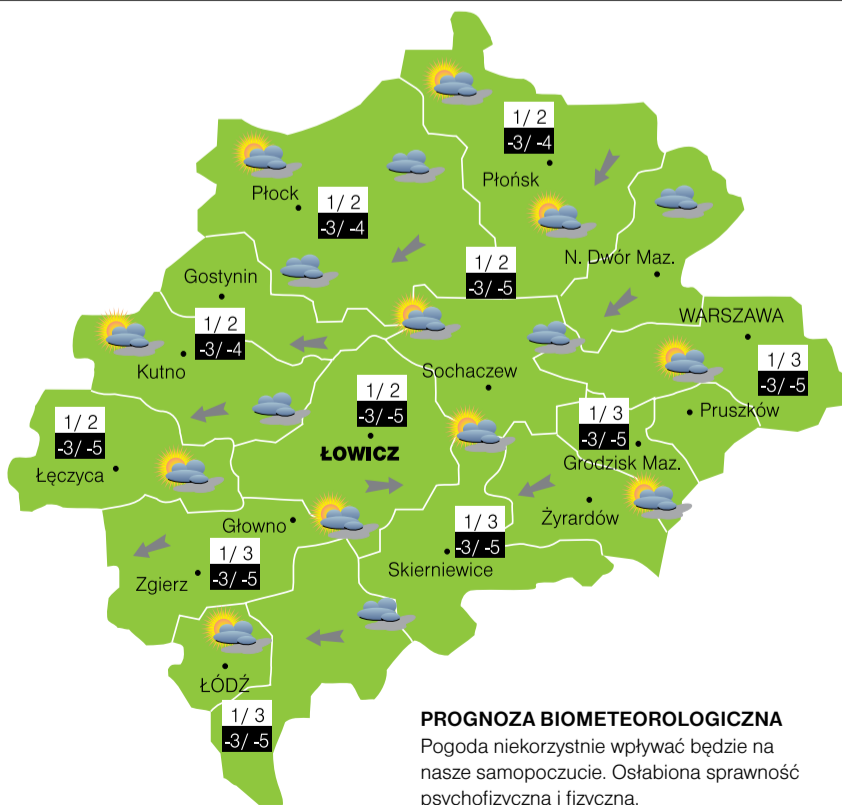 1/ 2
-3/ -4
Płońsk
Płock
1/ 2
-3/ -4
N. Dwór Maz.
1/ 2
-3/ -5
Gostynin
WARSZAWA
1/ 2
-3/ -4
Kutno
1/ 3
-3/ -5
Sochaczew
1/ 2
-3/ -5
Pruszków
1/ 3
-3/ -5
1/ 2
-3/ -5
ŁOWICZ
Grodzisk Maz.
Łęczyca
Żyrardów
Głowno
1/ 3
-3/ -5
Skierniewice
1/ 3
-3/ -5
Zgierz
ŁÓDŹ
1/ 3
-3/ -5
PROGNOZA BIOMETEOROLOGICZNA
Pogoda niekorzystnie wpływać będzie na
nasze samopoczucie. Osłabiona sprawność
psychofizyczna i fizyczna.